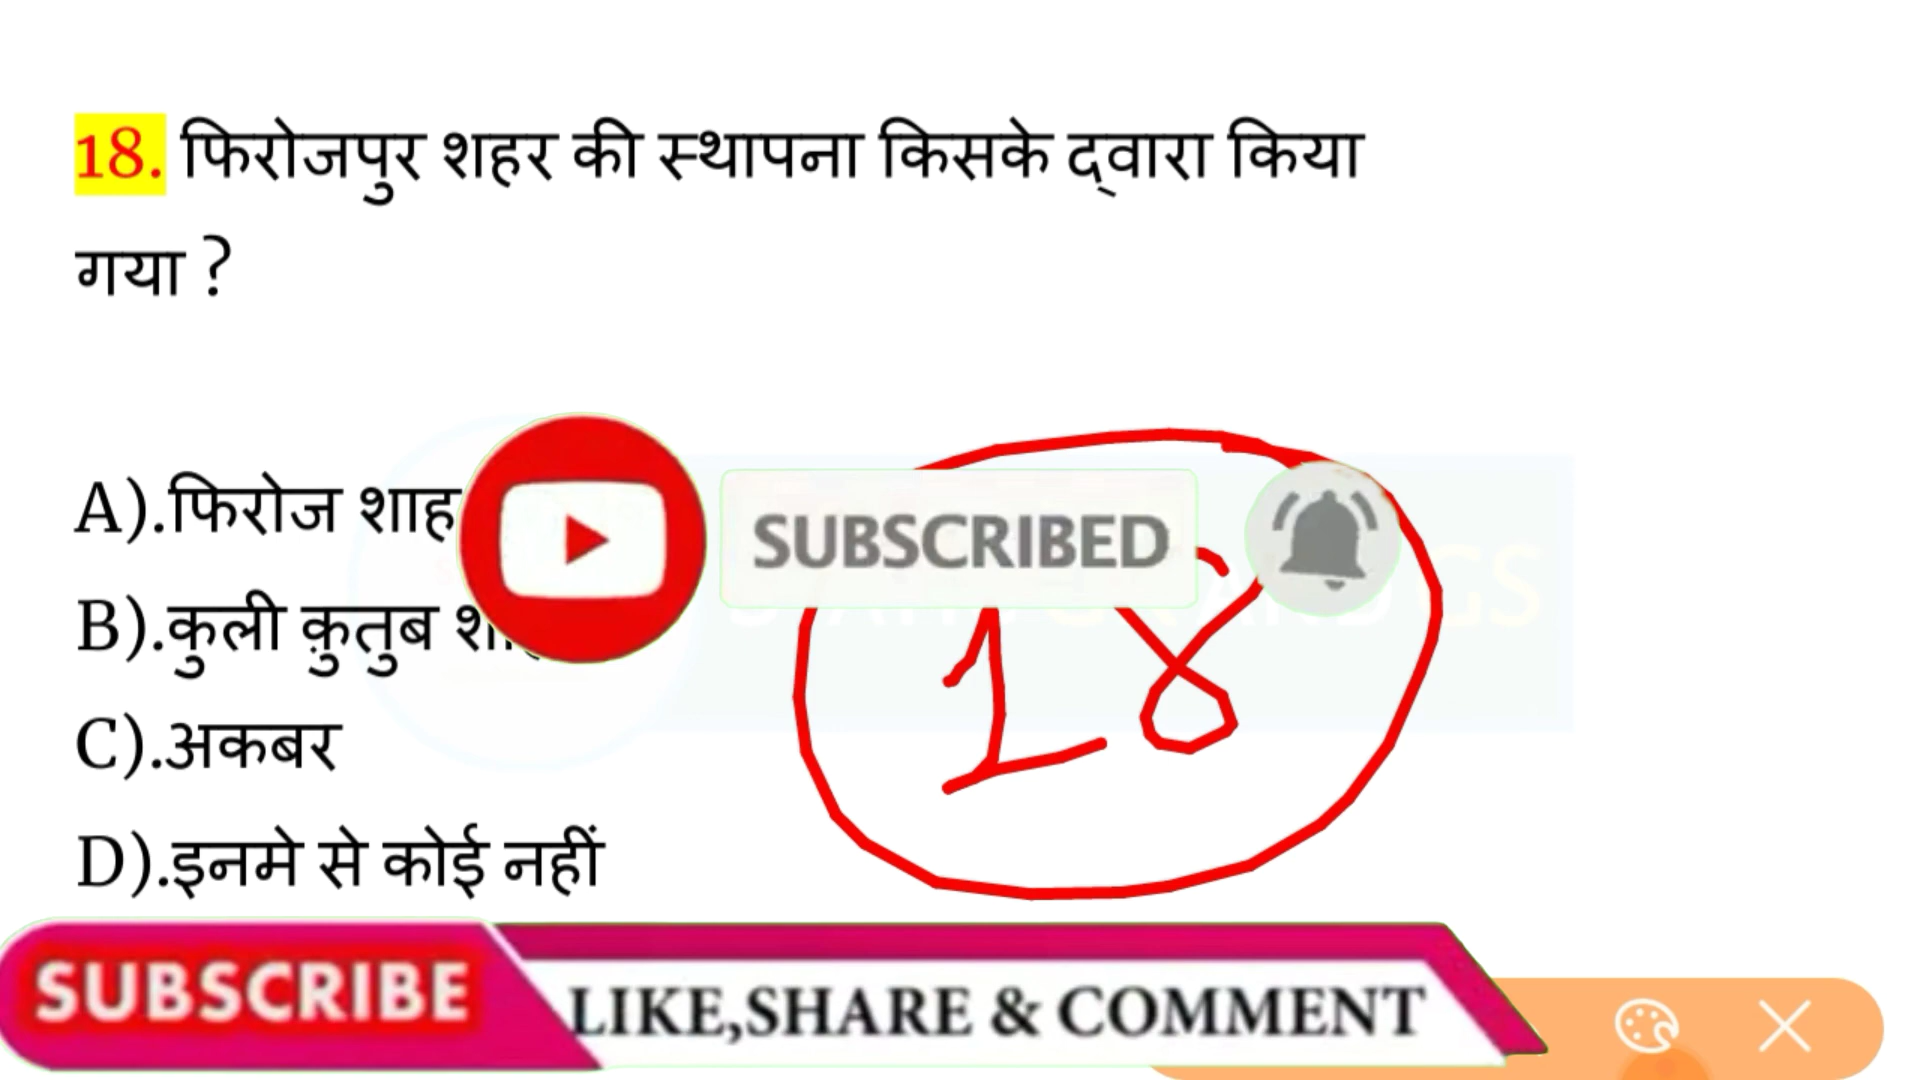 18. फिरोजपुर शहर की स्थापना किसके द्वारा किया
गया ?
A).फिरोज शाह
SUBSCRIBED
B).कुली क़ुतुब
18
C).अकबर
D).इनमे से कोई नहीं
SUBSCRIBE
LIKE,SHARE & COMMENT